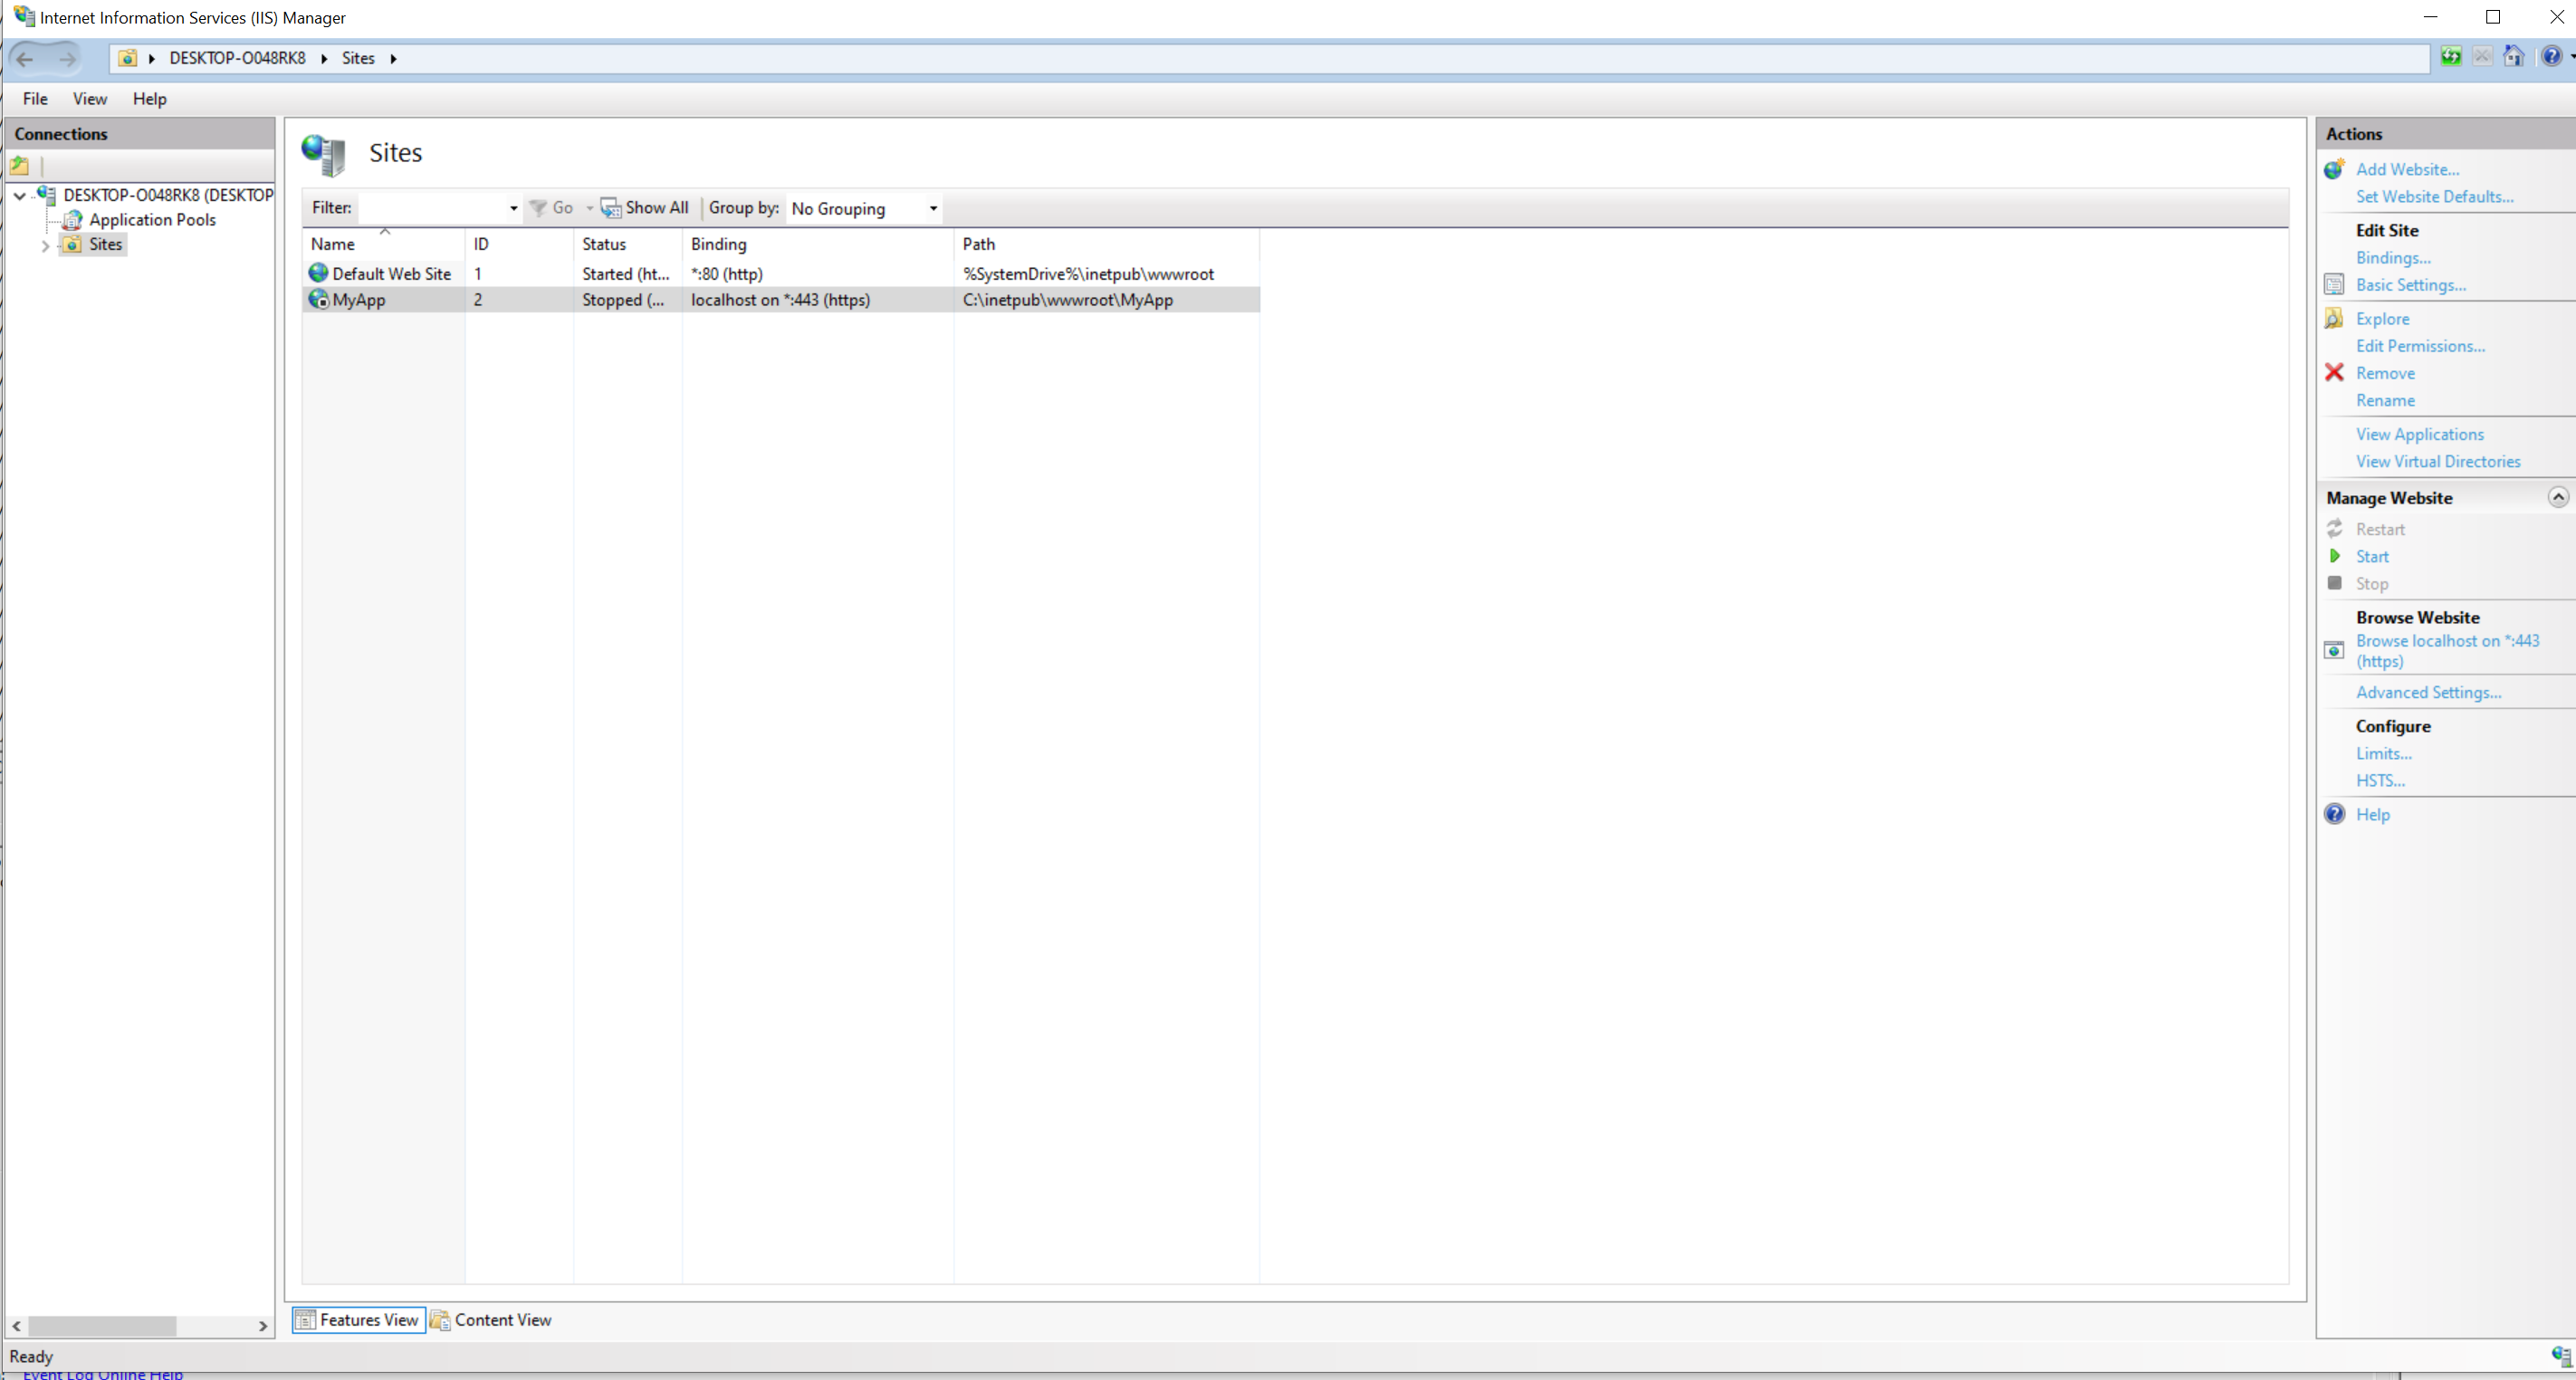 Internet Information Services (IIS) Manager
DESKTOP-O048RK8 Sites
File View Help
Connections
DESKTOP-O048RK8 (DESKTOP
Application Pools
Sites
Sites
Filter: Go Show All Group by: No Grouping
Name ID Status Binding Path
Default Web Site 1 Started (ht... *:80 (http) %SystemDrive%\inetpub\wwwroot
MyApp 2 Stopped (... localhost on *:443 (https) C:\inetpub\wwwroot\MyApp
Features View Content View
Actions
Add Website...
Set Website Defaults...
Edit Site
Bindings...
Basic Settings...
Explore
Edit Permissions...
Remove
Rename
View Applications
View Virtual Directories
Manage Website
Restart
Start
Stop
Browse Website
Browse localhost on *:443
(https)
Advanced Settings...
Configure
Limits...
HSTS...
Help
Ready
Event Log Online Help